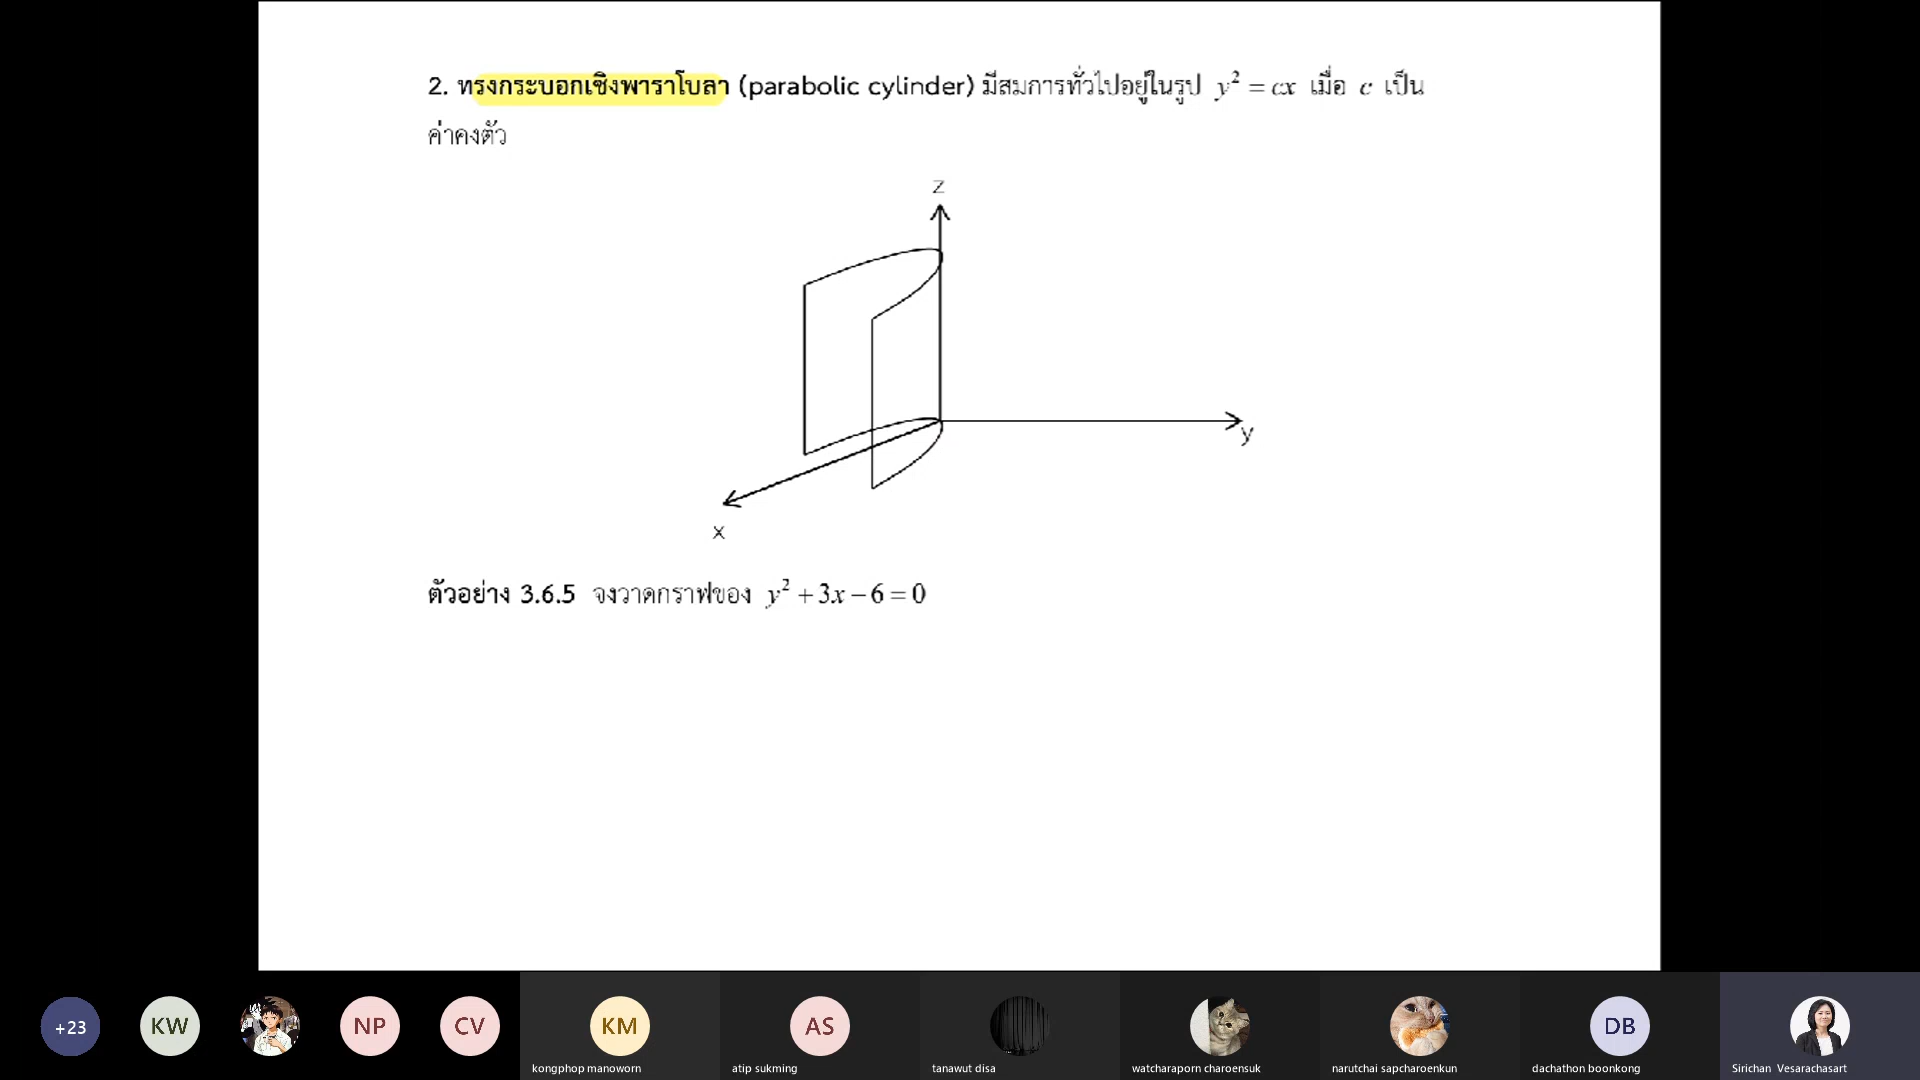 2. ทรงกระบอกเชิงพาราโบลา (parabolic cylinder) มีสมการทั่วไปอยู่ในรูป y² = cx เมื่อ c เป็น
ค่าคงตัว
z
y
x
ตัวอย่าง 3.6.5 จงวาดกราฟของ y² + 3x − 6 = 0
+23
KW
NP
CV
KM
AS
DB
kongphop manoworn
atip sukming
tanawut disa
watcharaporn charoensuk
narutchai sapcharoenkun
dachathon boonkong
Sirichan Vesarachasart